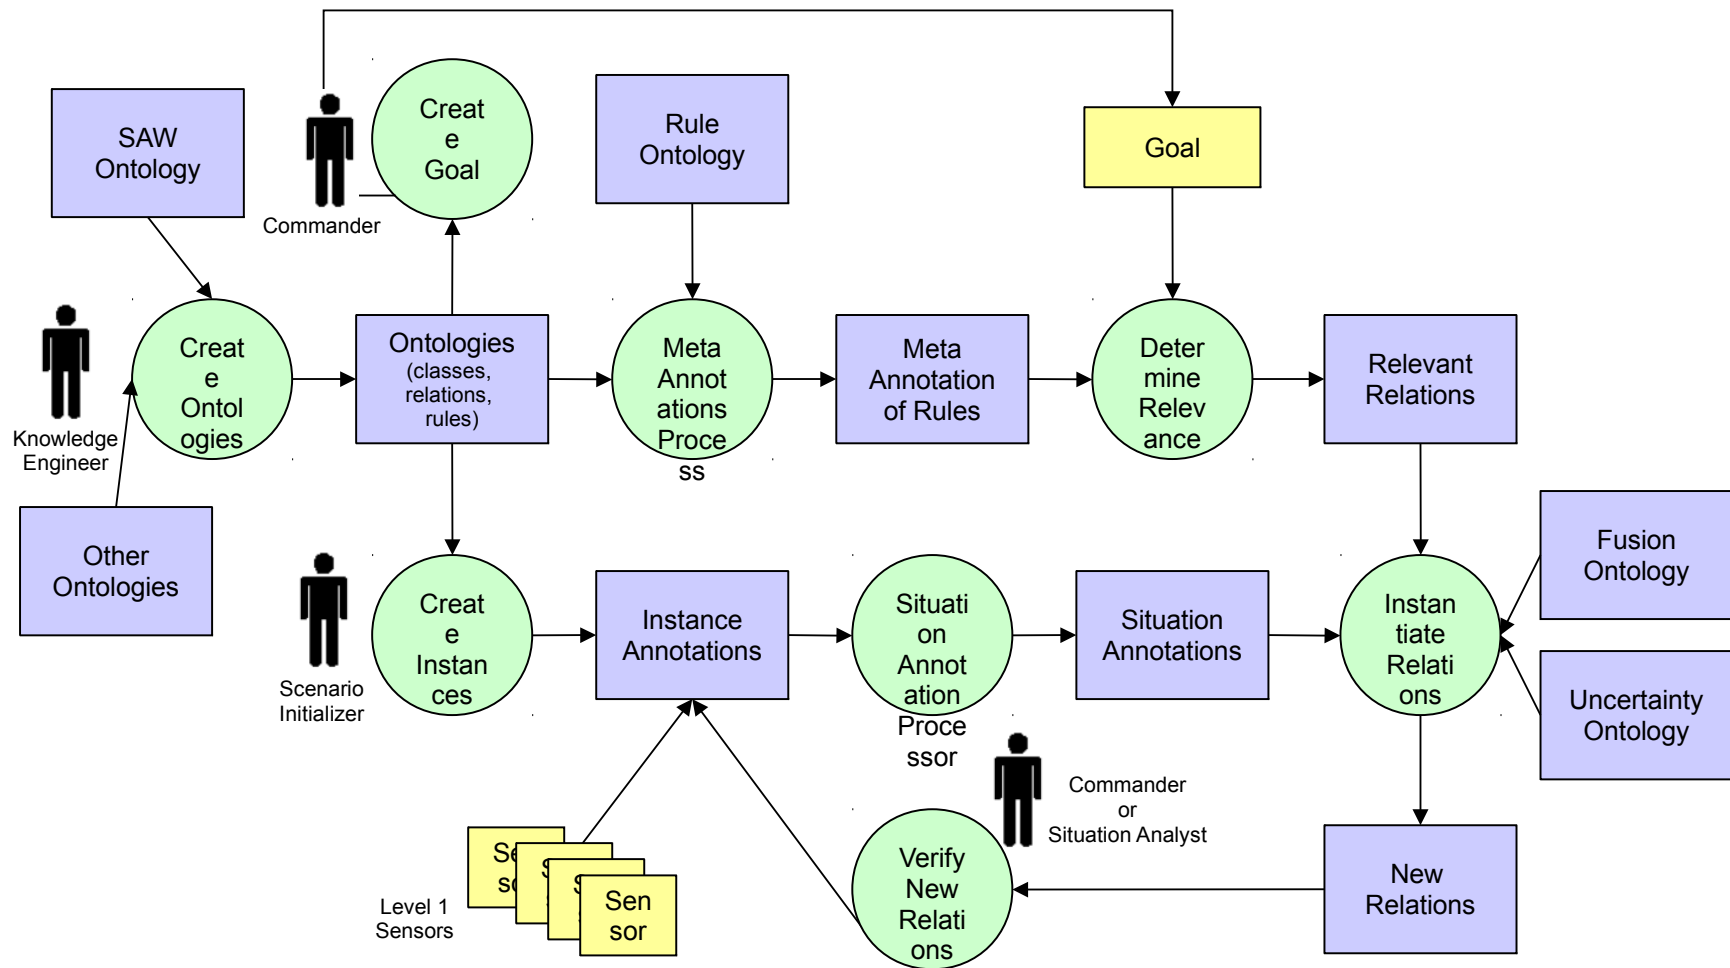 SAW
Ontology
Commander
Creat
e
Goal
Rule
Ontology
Goal
Knowledge
Engineer
Creat
e
Ontol
ogies
Ontologies
(classes,
relations,
rules)
Meta
Annot
ations
Proce
ss
Meta
Annotation
of Rules
Deter
mine
Relev
ance
Relevant
Relations
Other
Ontologies
Scenario
Initializer
Creat
e
Instan
ces
Instance
Annotations
Situati
on
Annot
ation
Proce
ssor
Situation
Annotations
Instan
tiate
Relati
ons
Fusion
Ontology
Uncertainty
Ontology
Commander
or
Situation Analyst
Level 1
Sensors
Sen
sor
Verify
New
Relati
ons
New
Relations